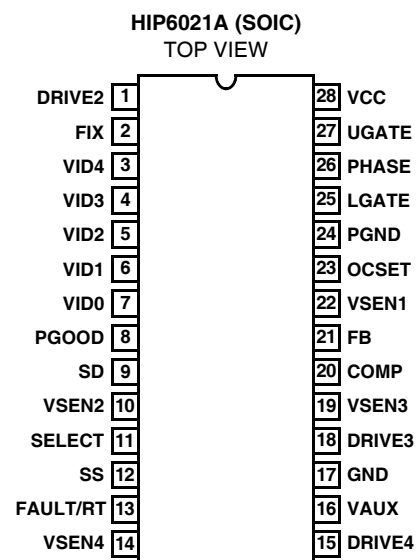 HIP6021A (SOIC)
TOP VIEW
DRIVE2 1 28 VCC
FIX 2 27 UGATE
VID4 3 26 PHASE
VID3 4 25 LGATE
VID2 5 24 PGND
VID1 6 23 OCSET
VID0 7 22 VSEN1
PGOOD 8 21 FB
SD 9 20 COMP
VSEN2 10 19 VSEN3
SELECT 11 18 DRIVE3
SS 12 17 GND
FAULT/RT 13 16 VAUX
VSEN4 14 15 DRIVE4